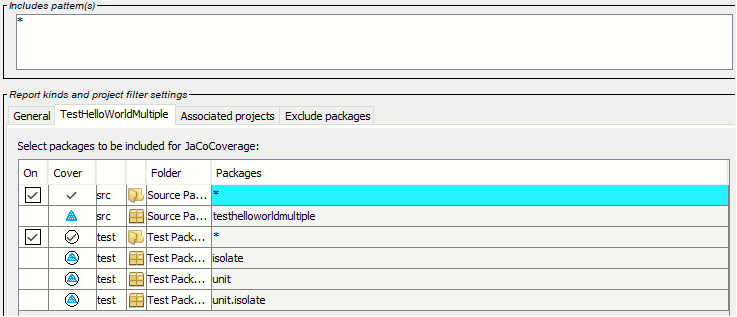 Includes pattern(s)
*
Report kinds and project filter settings
General TestHelloWorldMultiple Associated projects Exclude packages
Select packages to be included for JaCoCoverage:
On Cover Folder Packages
src Source Pa... *
src Source Pa... testhelloworldmultiple
test Test Pack... *
test Test Pack... isolate
test Test Pack... unit
test Test Pack... unit.isolate